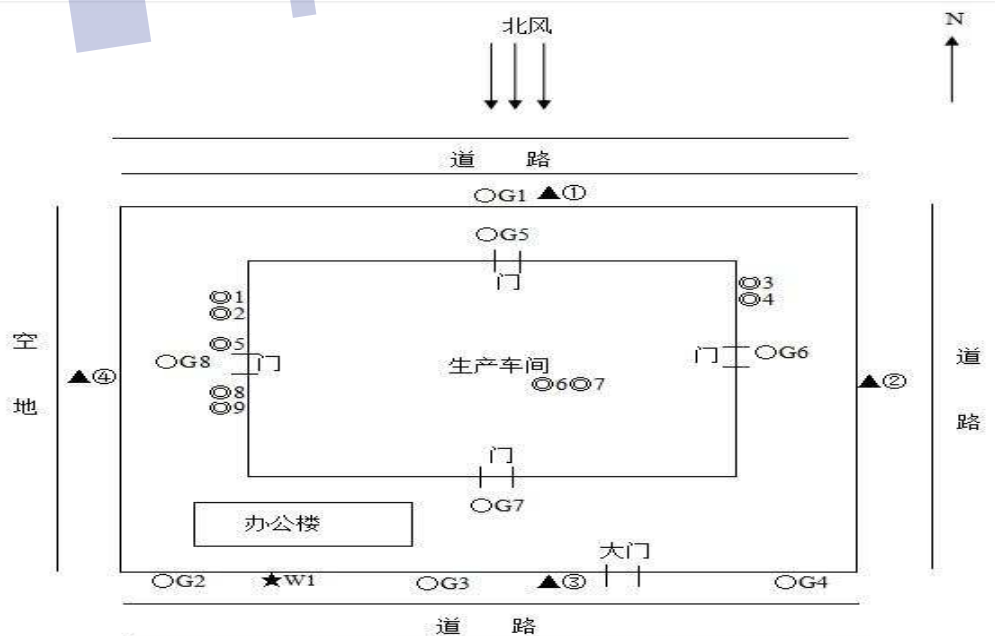 北风
N
道 路
○G1 ▲①
○G5
门
◎1
◎2
◎3
◎4
◎5
○G8
门
生产车间
◎6◎7
门
○G6
空地
▲④
▲②
道路
◎8
◎9
门
○G7
办公楼
大门
○G2
★W1
○G3
▲③
○G4
道 路